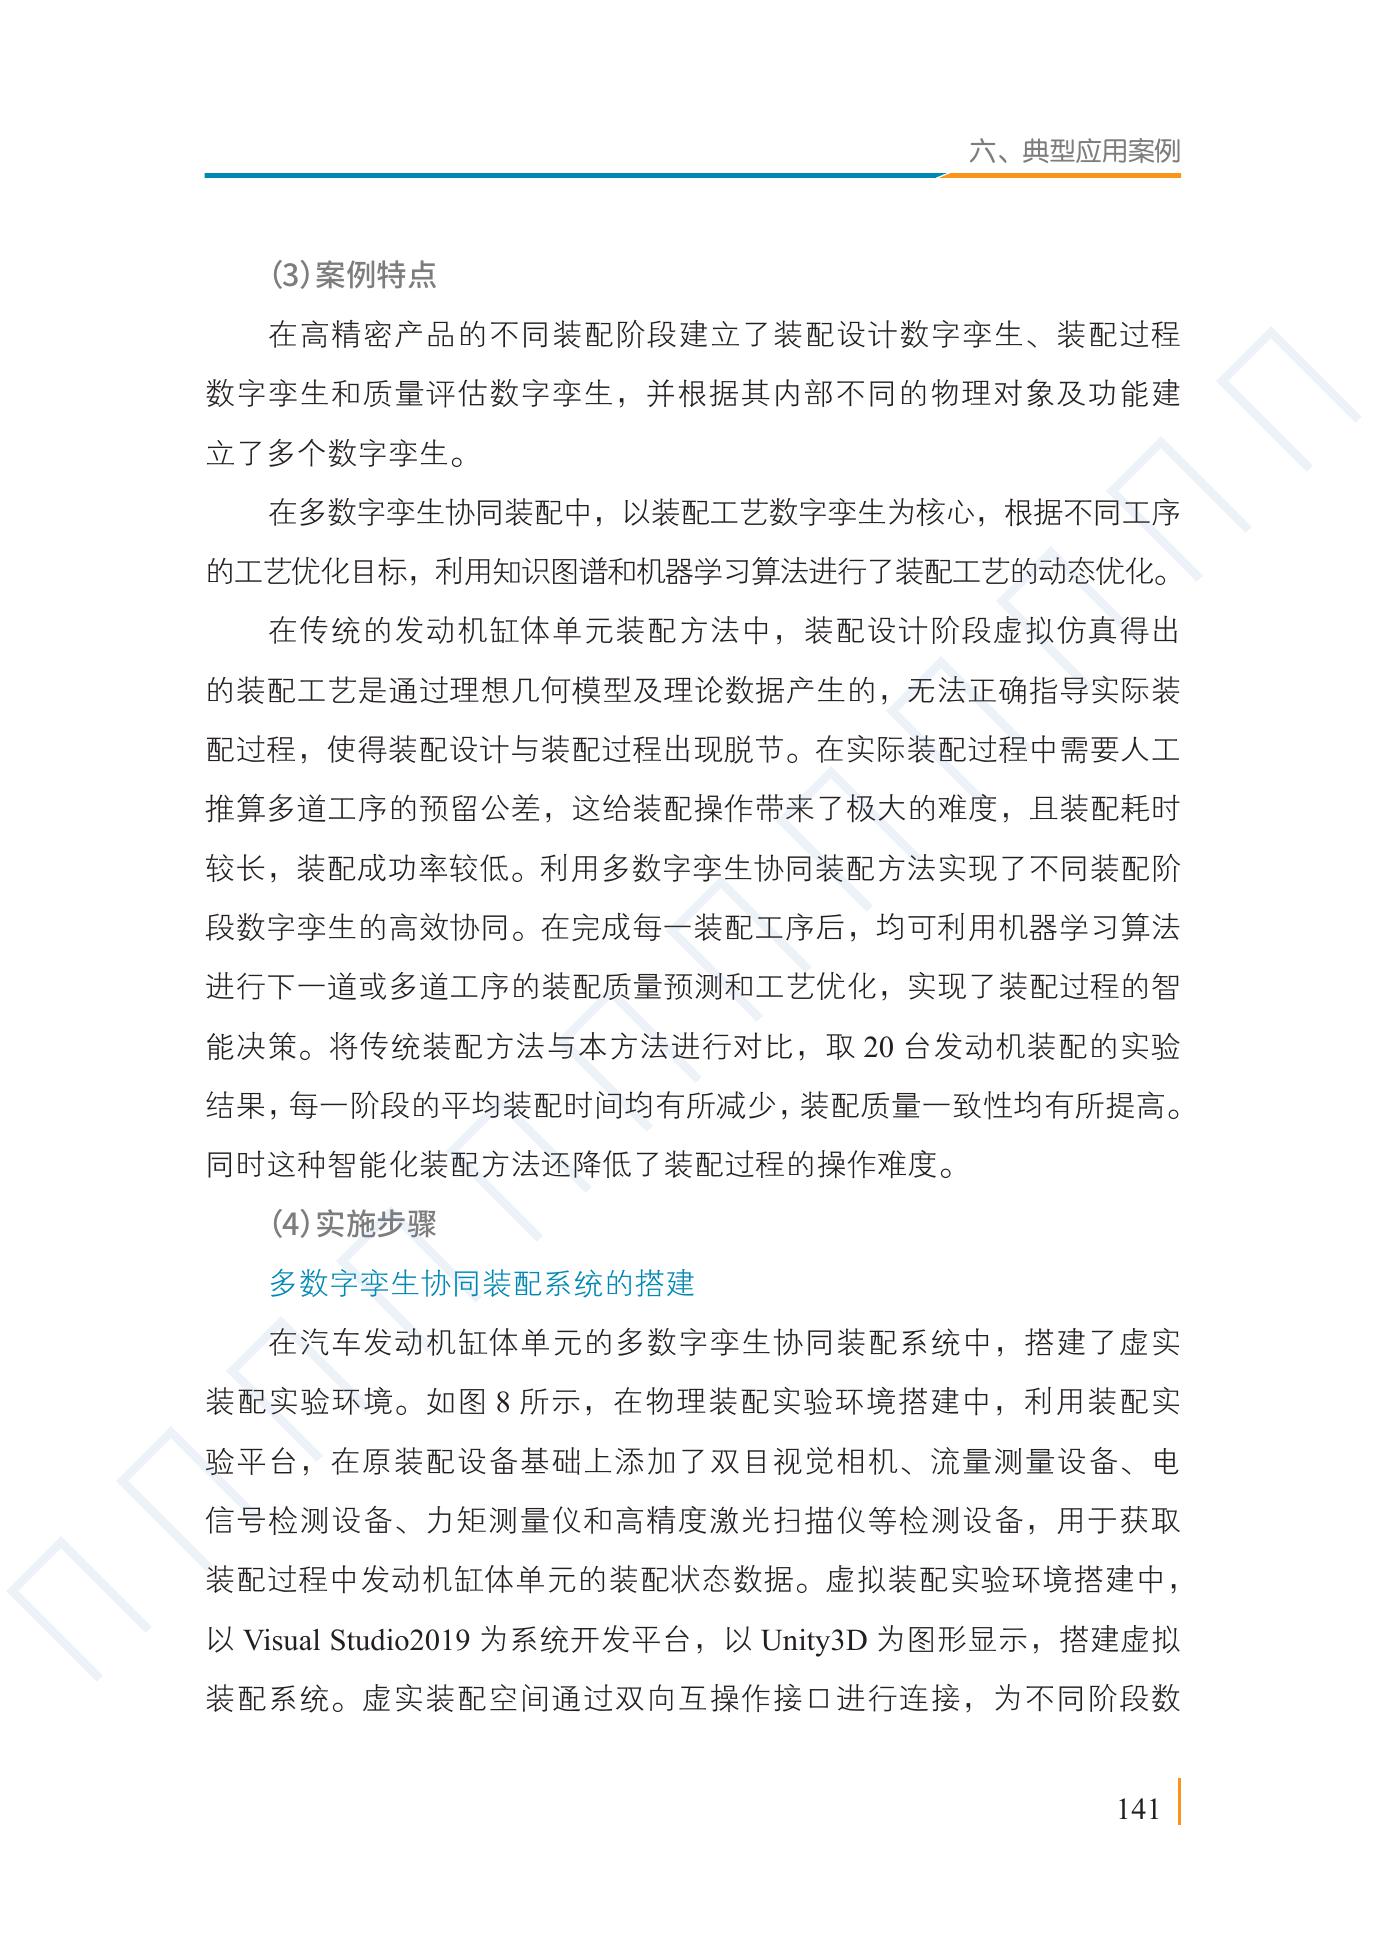 六、典型应用案例
（3）案例特点
在高精密产品的不同装配阶段建立了装配设计数字孪生、装配过程
数字孪生和质量评估数字孪生，并根据其内部不同的物理对象及功能建
立了多个数字孪生。
在多数字孪生协同装配中，以装配工艺数字孪生为核心，根据不同工序
的工艺优化目标，利用知识图谱和机器学习算法进行了装配工艺的动态优化。
在传统的发动机缸体单元装配方法中，装配设计阶段虚拟仿真得出
的装配工艺是通过理想几何模型及理论数据产生的，无法正确指导实际装
配过程，使得装配设计与装配过程出现脱节。在实际装配过程中需要人工
推算多道工序的预留公差，这给装配操作带来了极大的难度，且装配耗时
较长，装配成功率较低。利用多数字孪生协同装配方法实现了不同装配阶
段数字孪生的高效协同。在完成每一装配工序后，均可利用机器学习算法
进行下一道或多道工序的装配质量预测和工艺优化，实现了装配过程的智
能决策。将传统装配方法与本方法进行对比，取 20 台发动机装配的实验
结果，每一阶段的平均装配时间均有所减少，装配质量一致性均有所提高。
同时这种智能化装配方法还降低了装配过程的操作难度。
（4）实施步骤
多数字孪生协同装配系统的搭建
在汽车发动机缸体单元的多数字孪生协同装配系统中，搭建了虚实
装配实验环境。如图 8 所示，在物理装配实验环境搭建中，利用装配实
验平台，在原装配设备基础上添加了双目视觉相机、流量测量设备、电
信号检测设备、力矩测量仪和高精度激光扫描仪等检测设备，用于获取
装配过程中发动机缸体单元的装配状态数据。虚拟装配实验环境搭建中，
以 Visual Studio2019 为系统开发平台，以 Unity3D 为图形显示，搭建虚拟
装配系统。虚实装配空间通过双向互操作接口进行连接，为不同阶段数
141